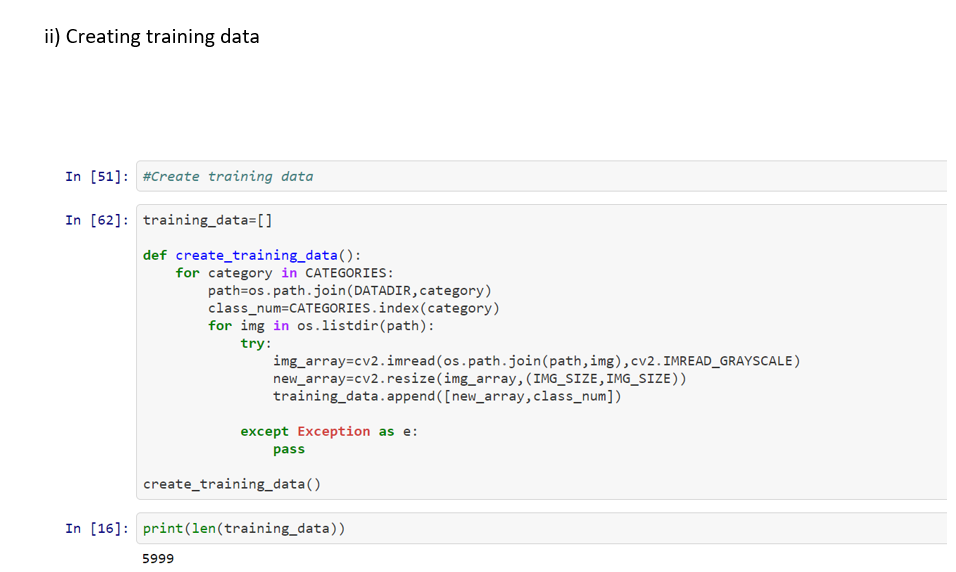 ii) Creating training data
In [51]: #Create training data
In [62]: training_data=[]
def create_training_data():
    for category in CATEGORIES:
        path=os.path.join(DATADIR,category)
        class_num=CATEGORIES.index(category)
        for img in os.listdir(path):
            try:
                img_array=cv2.imread(os.path.join(path,img),cv2.IMREAD_GRAYSCALE)
                new_array=cv2.resize(img_array,(IMG_SIZE,IMG_SIZE))
                training_data.append([new_array,class_num])
            except Exception as e:
                pass
create_training_data()
In [16]: print(len(training_data))
5999